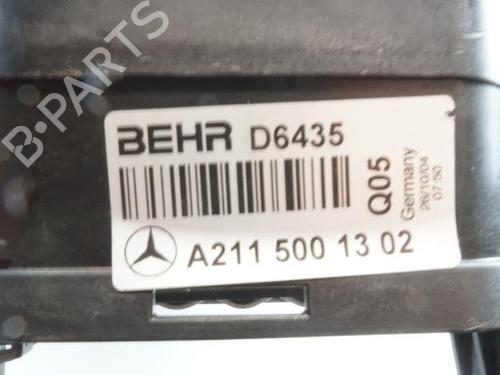 B-PARTS
BEHR D6435
Q05
Germany
26/10/04
07:50
A211 500 13 02